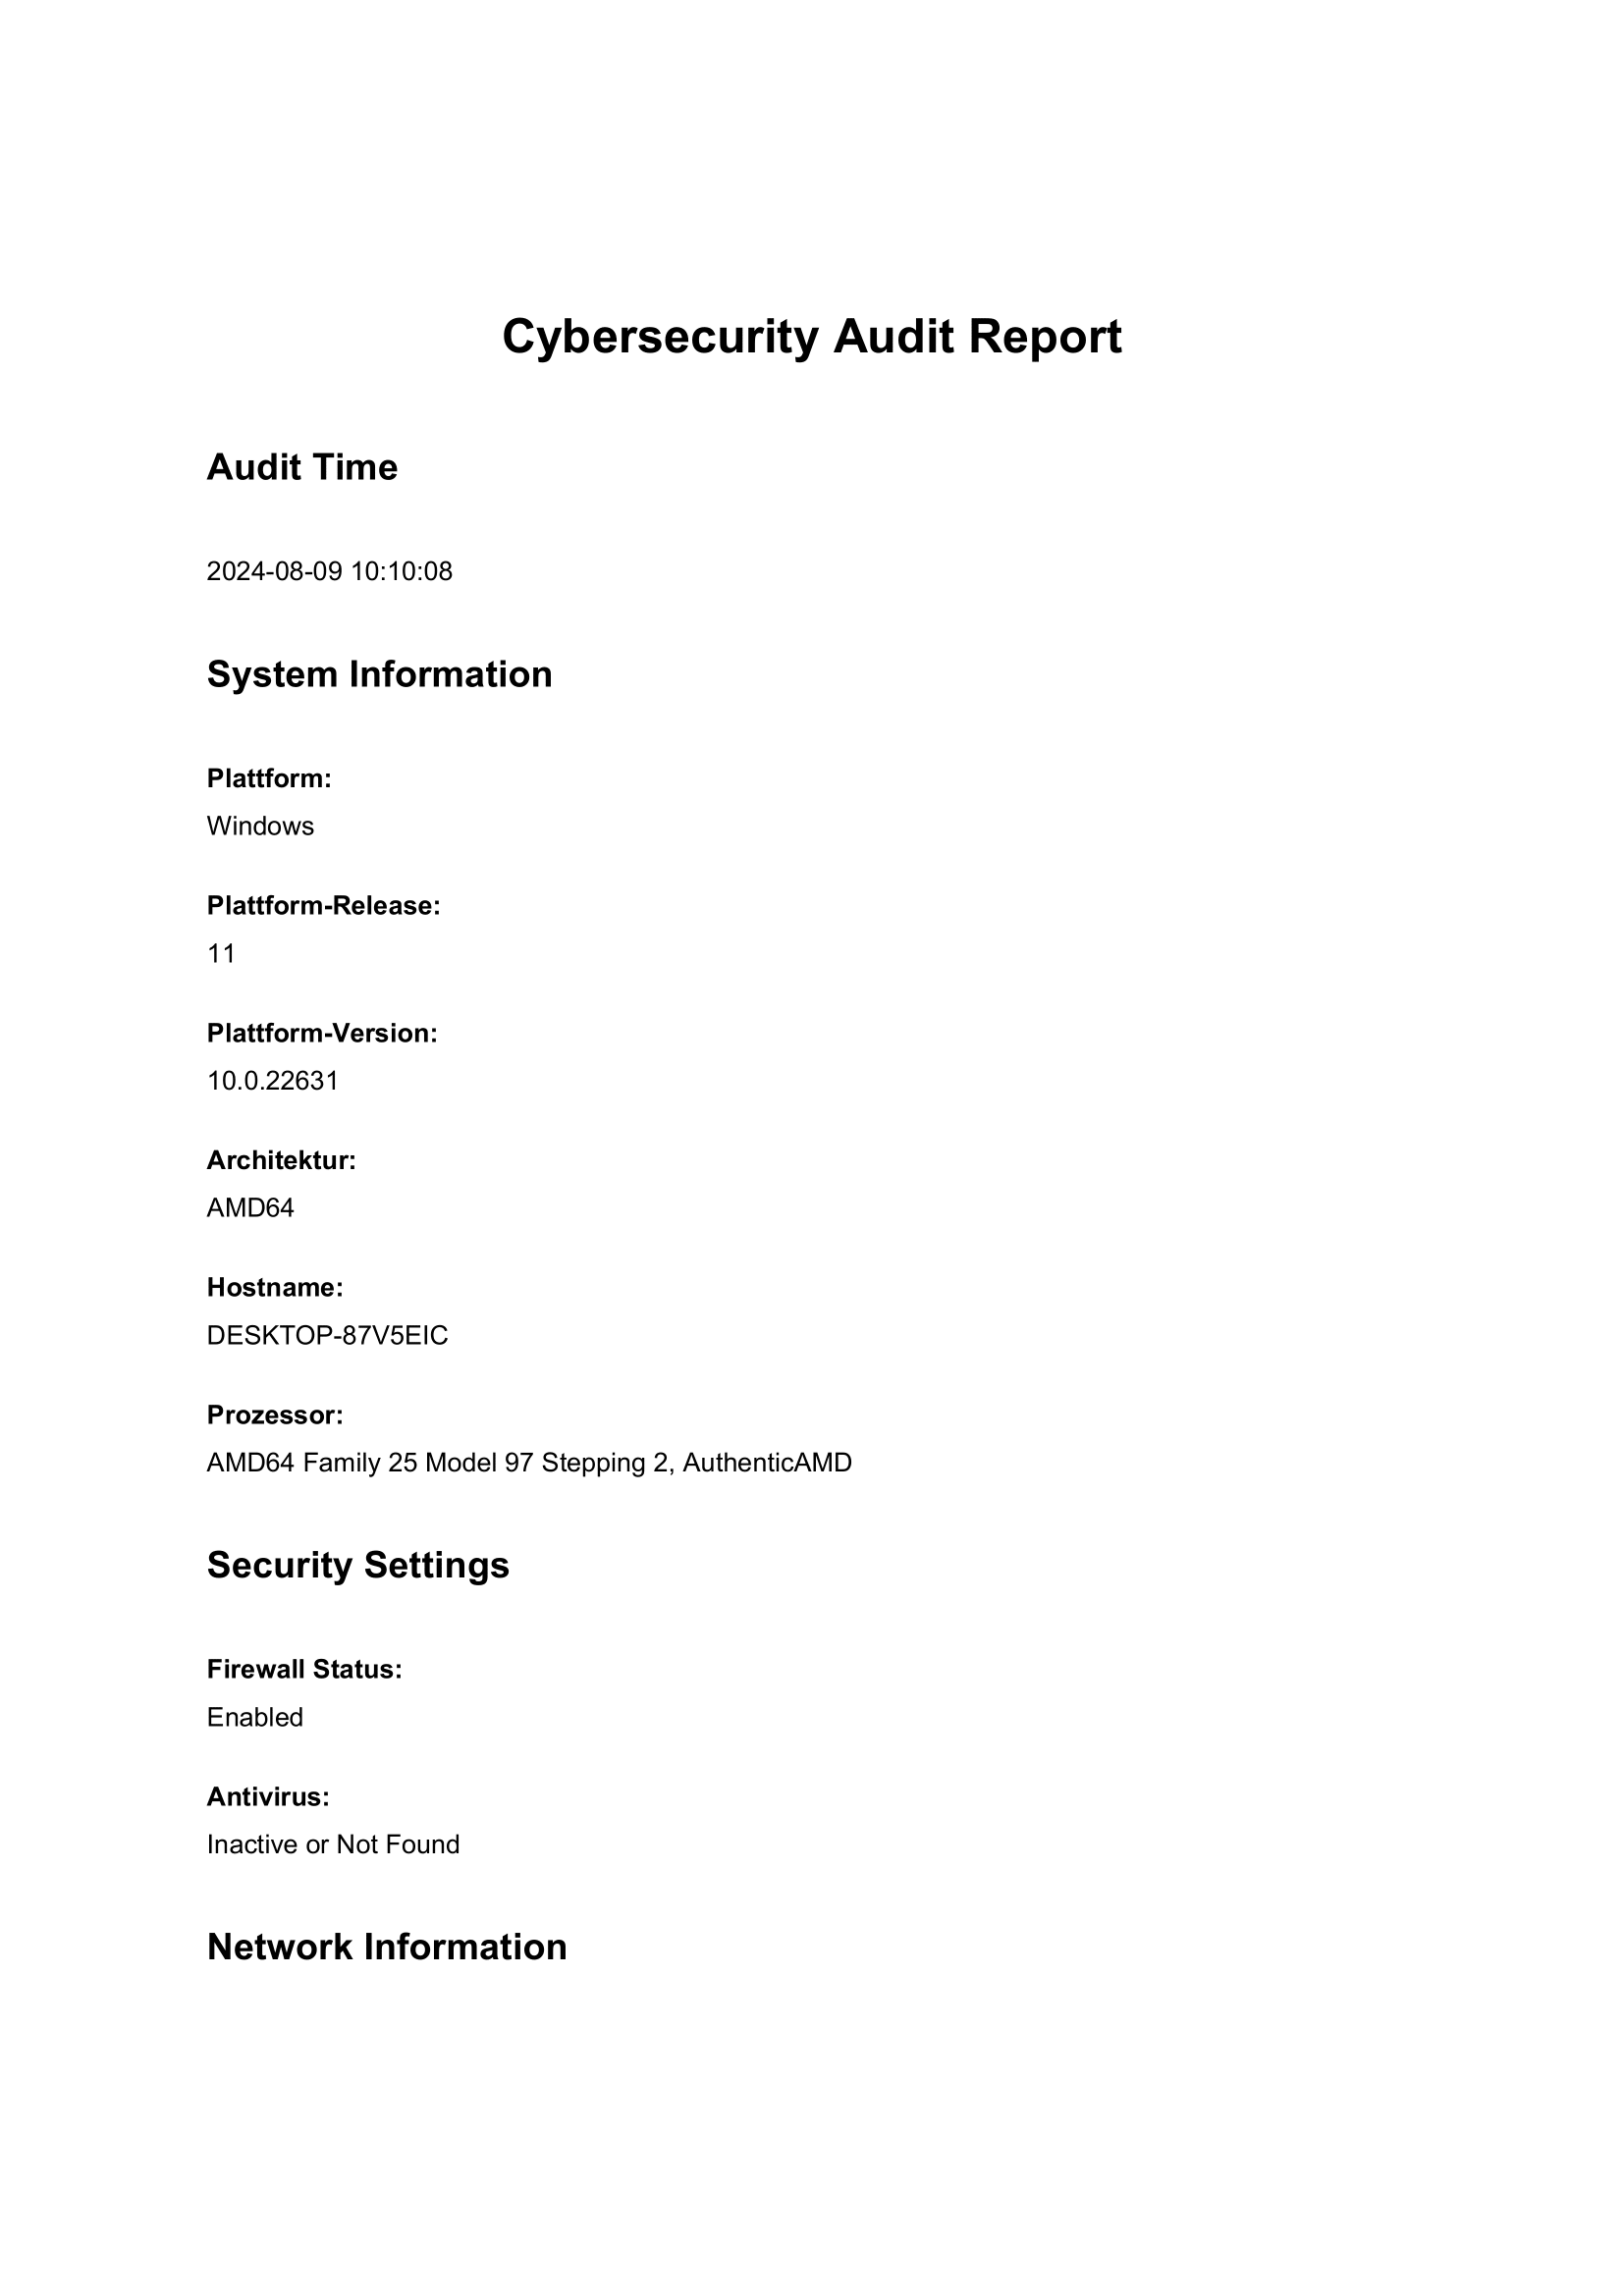 Cybersecurity Audit Report
Audit Time
2024-08-09 10:10:08
System Information
Plattform:
Windows
Plattform-Release:
11
Plattform-Version:
10.0.22631
Architektur:
AMD64
Hostname:
DESKTOP-87V5EIC
Prozessor:
AMD64 Family 25 Model 97 Stepping 2, AuthenticAMD
Security Settings
Firewall Status:
Enabled
Antivirus:
Inactive or Not Found
Network Information